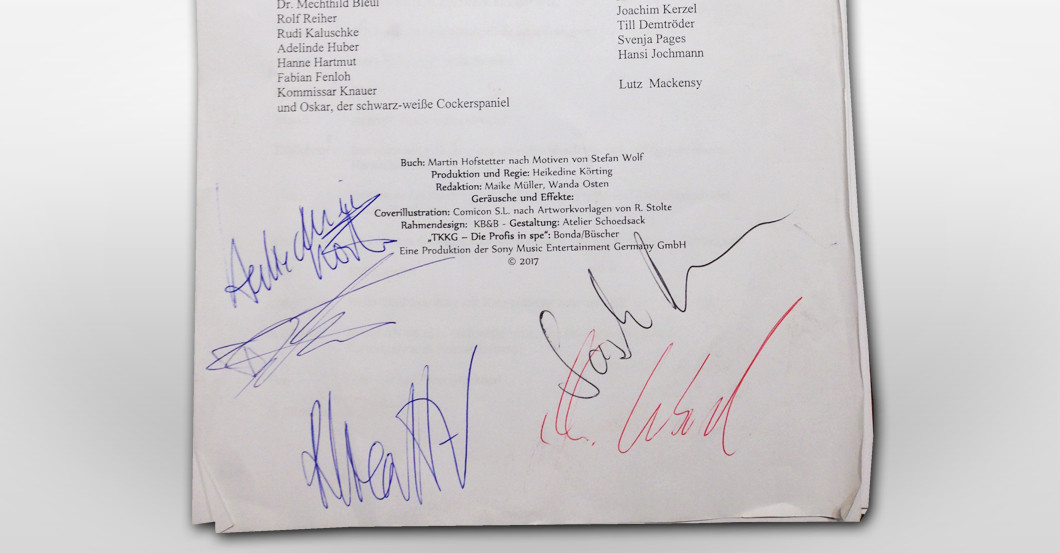 Dr. Mechthild Bleul
Rolf Reiher
Rudi Kaluschke
Adelinde Huber
Hanne Hartmut
Fabian Fenloh
Kommissar Knauer
und Oskar, der schwarz-weiße Cockerspaniel
Joachim Kerzel
Till Demtröder
Svenja Pages
Hansi Jochmann
Lutz Mackensy
Buch: Martin Hofstetter nach Motiven von Stefan Wolf
Produktion und Regie: Heikedine Körting
Redaktion: Maike Müller, Wanda Osten
Geräusche und Effekte:
Coverillustration: Comicon S.L. nach Artworkvorlagen von R. Stolte
Rahmendesign: KB&B - Gestaltung: Atelier Schoedsack
„TKKG – Die Profis in spe“: Bonda/Büscher
Eine Produktion der Sony Music Entertainment Germany GmbH
© 2017